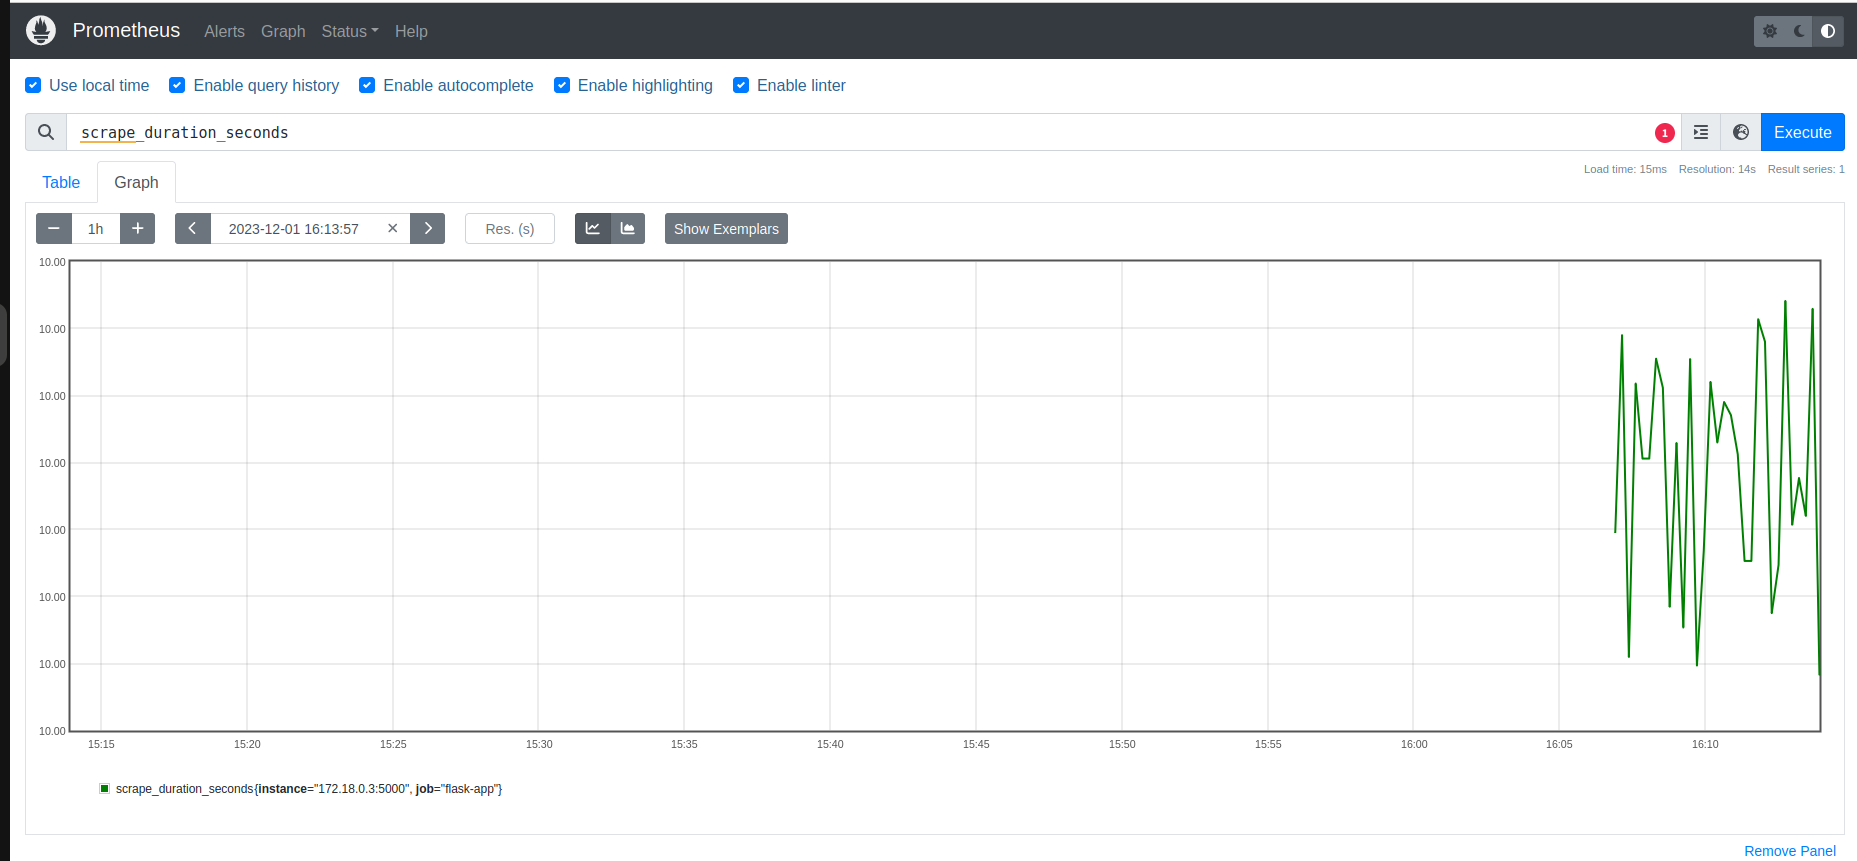 Prometheus Alerts Graph Status Help
Use local time Enable query history Enable autocomplete Enable highlighting Enable linter
scrape_duration_seconds 1 Execute
Load time: 15ms Resolution: 14s Result series: 1
Table Graph
1h 2023-12-01 16:13:57 Res. (s) Show Exemplars
10.00
10.00
10.00
10.00
10.00
10.00
10.00
10.00
15:15 15:20 15:25 15:30 15:35 15:40 15:45 15:50 15:55 16:00 16:05 16:10
scrape_duration_seconds{instance="172.18.0.3:5000", job="flask-app"}
Remove Panel